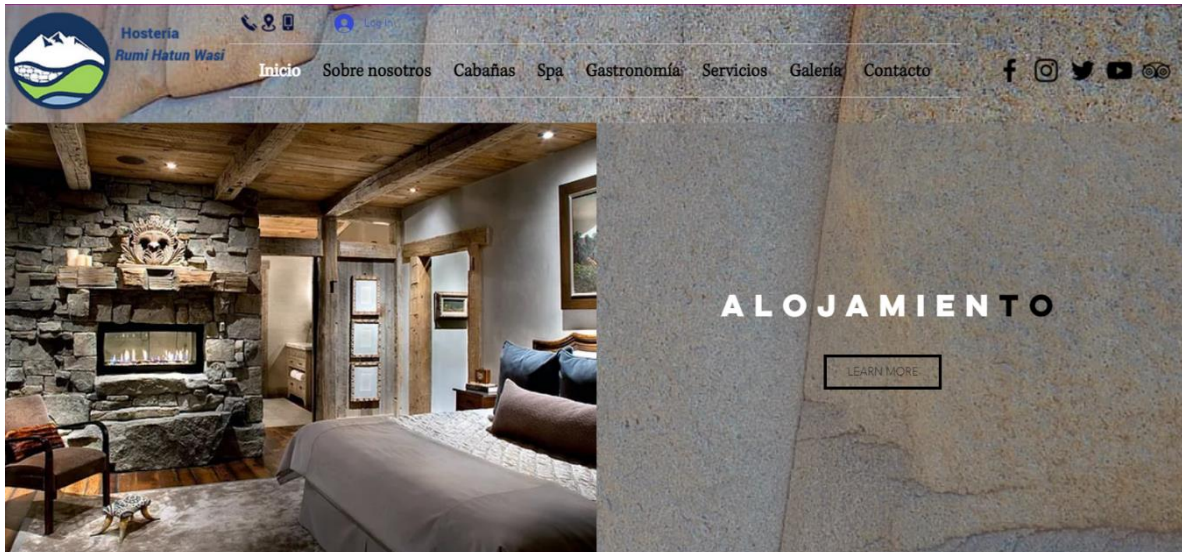 Hosteria
Rumi Hatun Wasi
Log In
Inicio Sobre nosotros Cabañas Spa Gastronomía Servicios Galería Contacto
ALOJAMIENTO
LEARN MORE